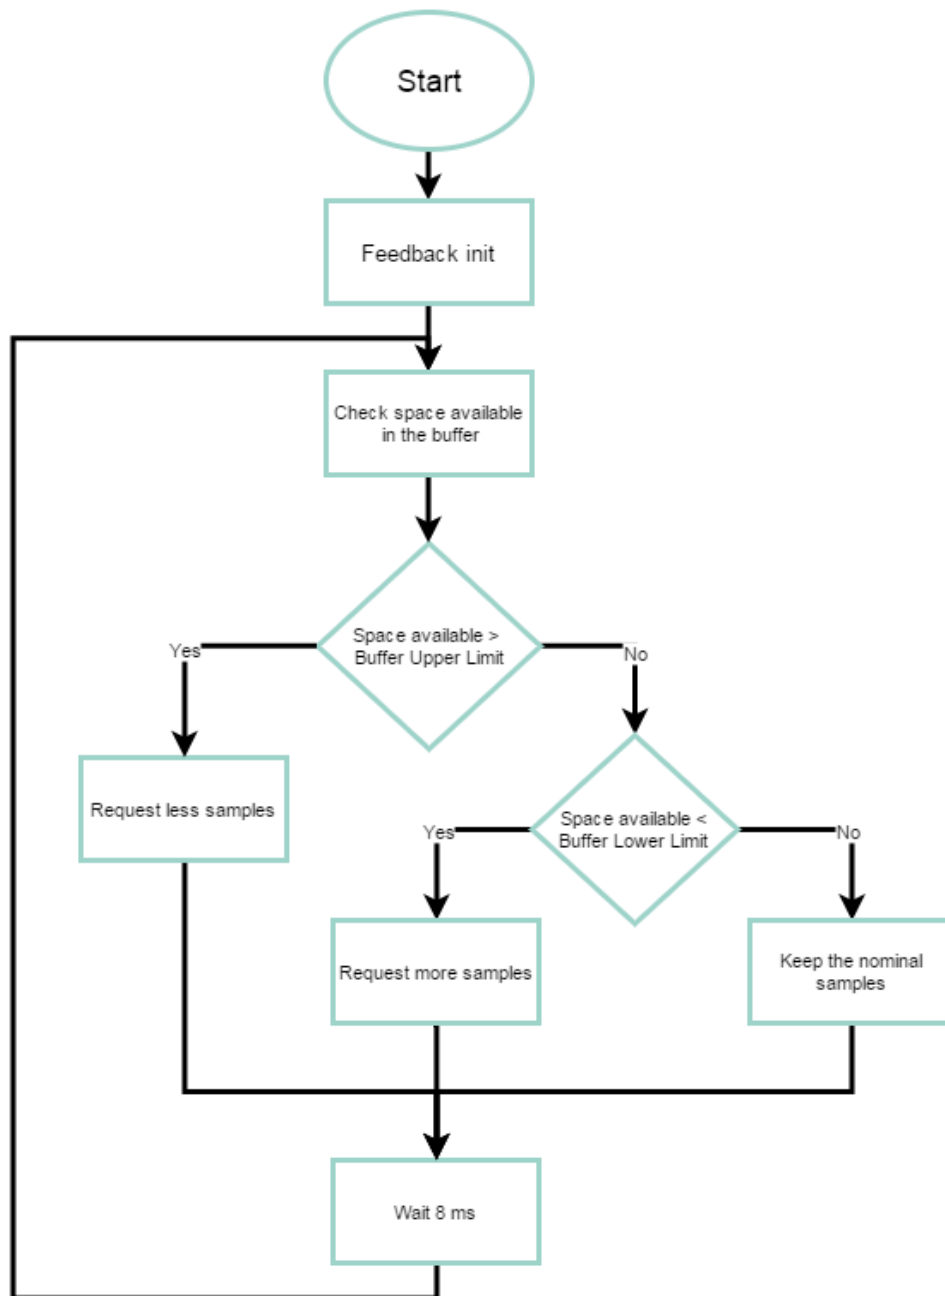 Start
Feedback init
Check space available
in the buffer
Space available >
Buffer Upper Limit
Yes
No
Request less samples
Space available <
Buffer Lower Limit
Yes
No
Request more samples
Keep the nominal
samples
Wait 8 ms